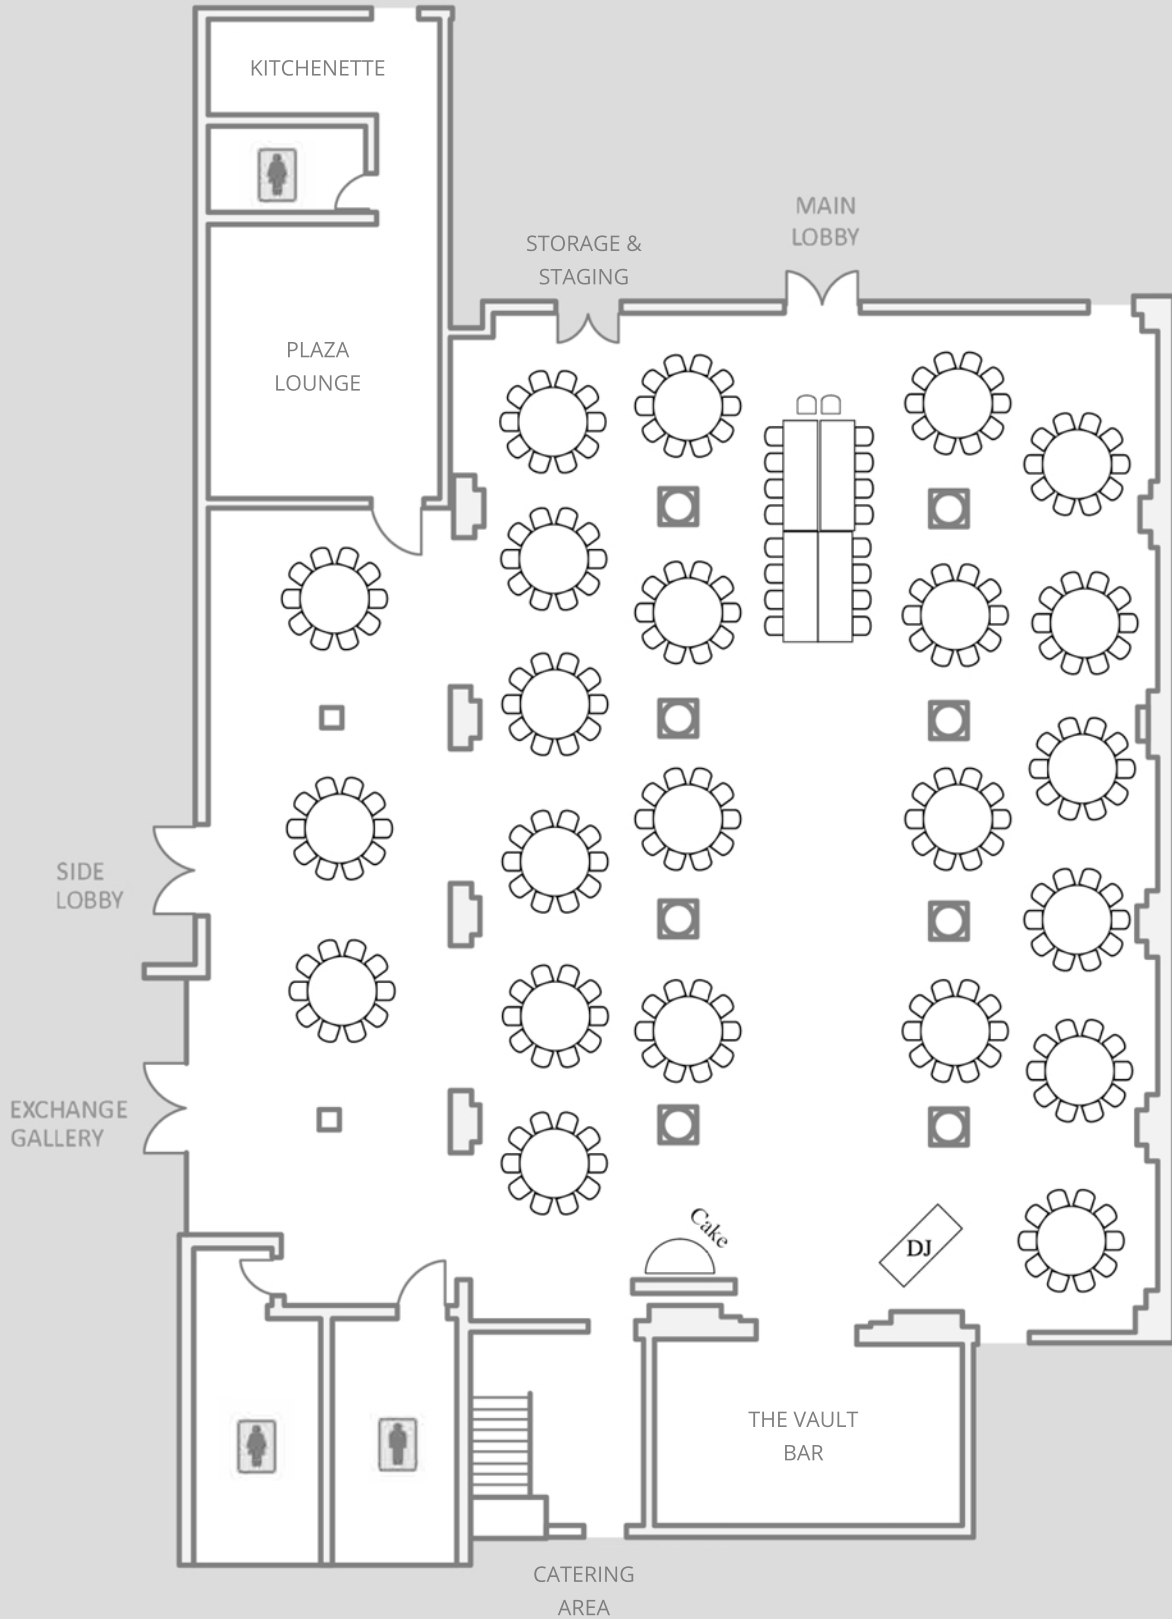 KITCHENETTE
MAIN
LOBBY
STORAGE &
STAGING
PLAZA
LOUNGE
SIDE
LOBBY
EXCHANGE
GALLERY
Cake
DJ
THE VAULT
BAR
CATERING
AREA